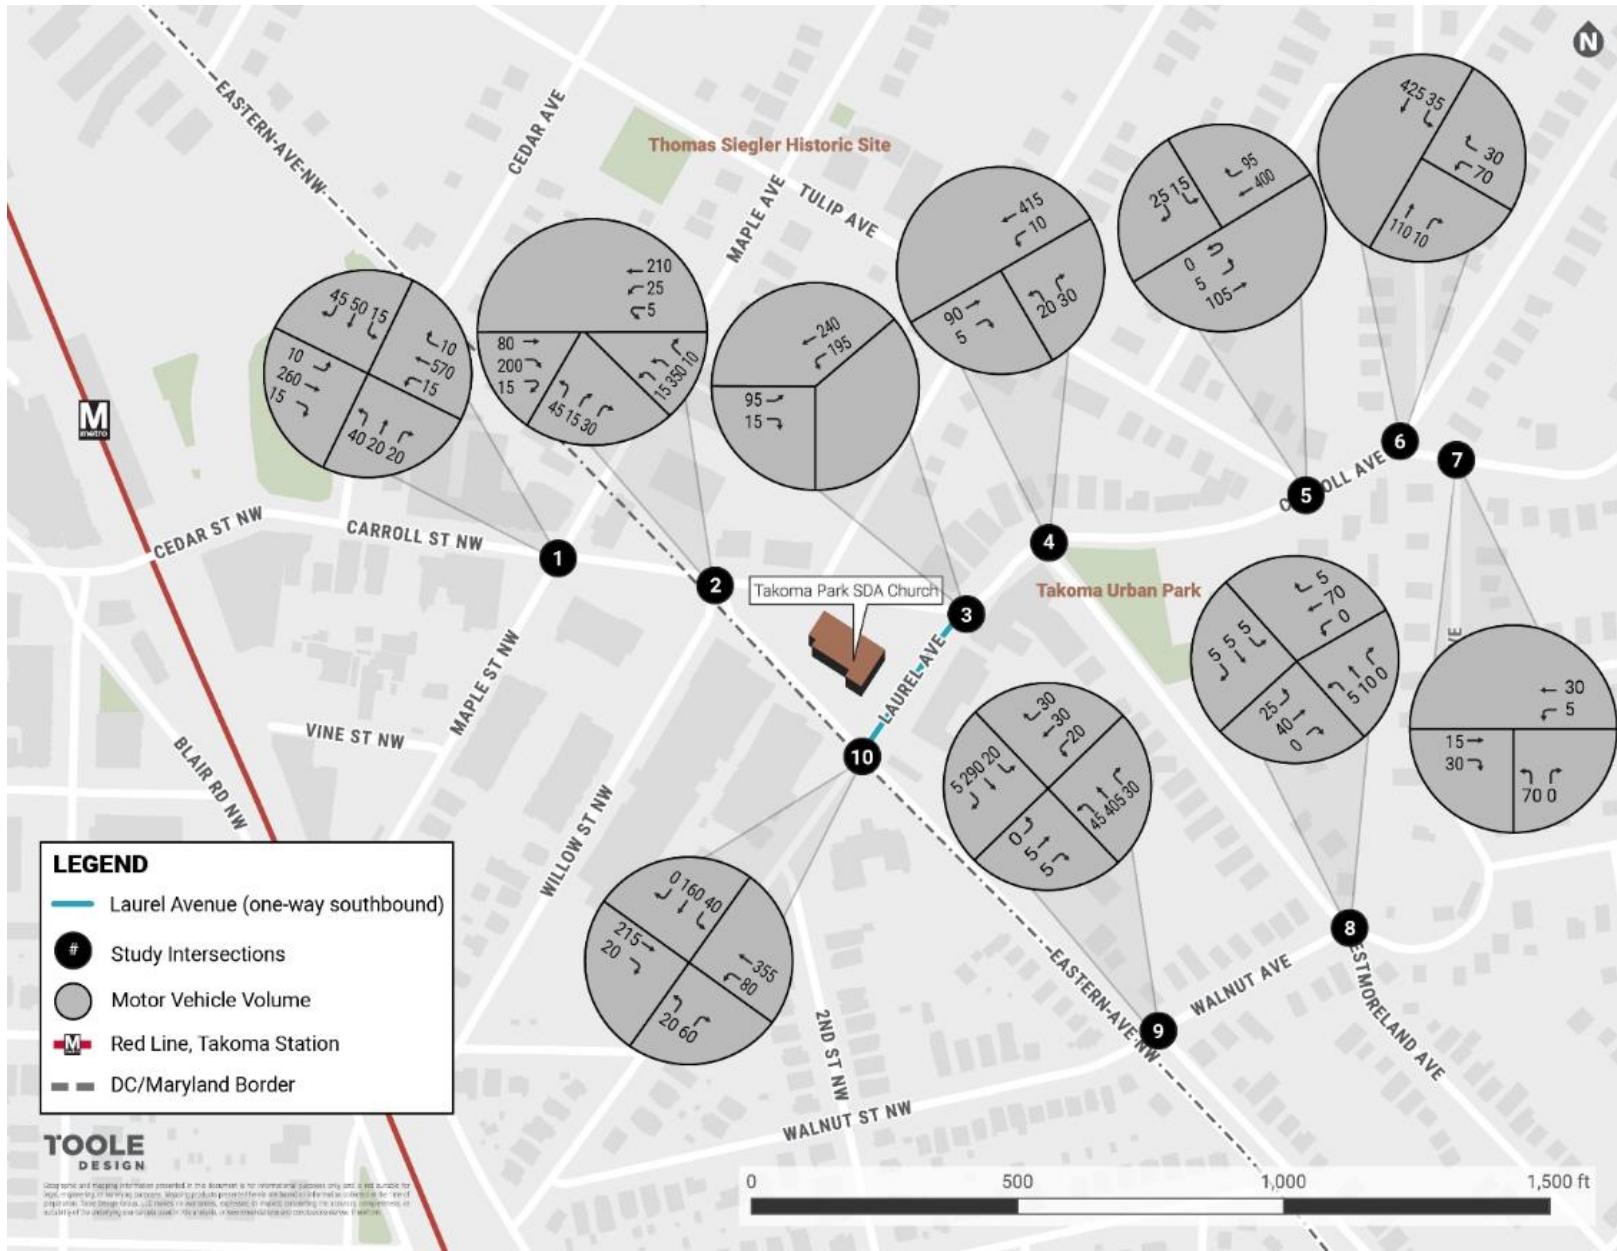 N
EASTERN AVE NW
CEDAR AVE
Thomas Siegler Historic Site
MAPLE AVE
TULIP AVE
425 35
30
70
110 10
25 15
95
400
0
5
105
415
10
90
5
20 30
210
25
5
80
200
15
45 15 30
15 350 10
240
195
95
15
45 50 15
10
570
15
10
260
15
40 20 20
M
metro
CEDAR ST NW
CARROLL ST NW
1
2
3
4
5
6
7
Takoma Park SDA Church
Takoma Urban Park
LAUREL AVE
10
MAPLE ST NW
VINE ST NW
BLAIR RD NW
WILLOW ST NW
5
70
0
5 5 5
25
40
0
5 10 0
30
5
15
30
70 0
30
30
20
5 290 20
0
5
5
45 405 30
0 160 40
215
20
355
80
20 60
8
9
WALNUT AVE
EASTERN AVE NW
2ND ST NW
WALNUT ST NW
LEGEND
Laurel Avenue (one-way southbound)
# Study Intersections
Motor Vehicle Volume
M Red Line, Takoma Station
DC/Maryland Border
TOOLE
DESIGN
0 500 1,000 1,500 ft